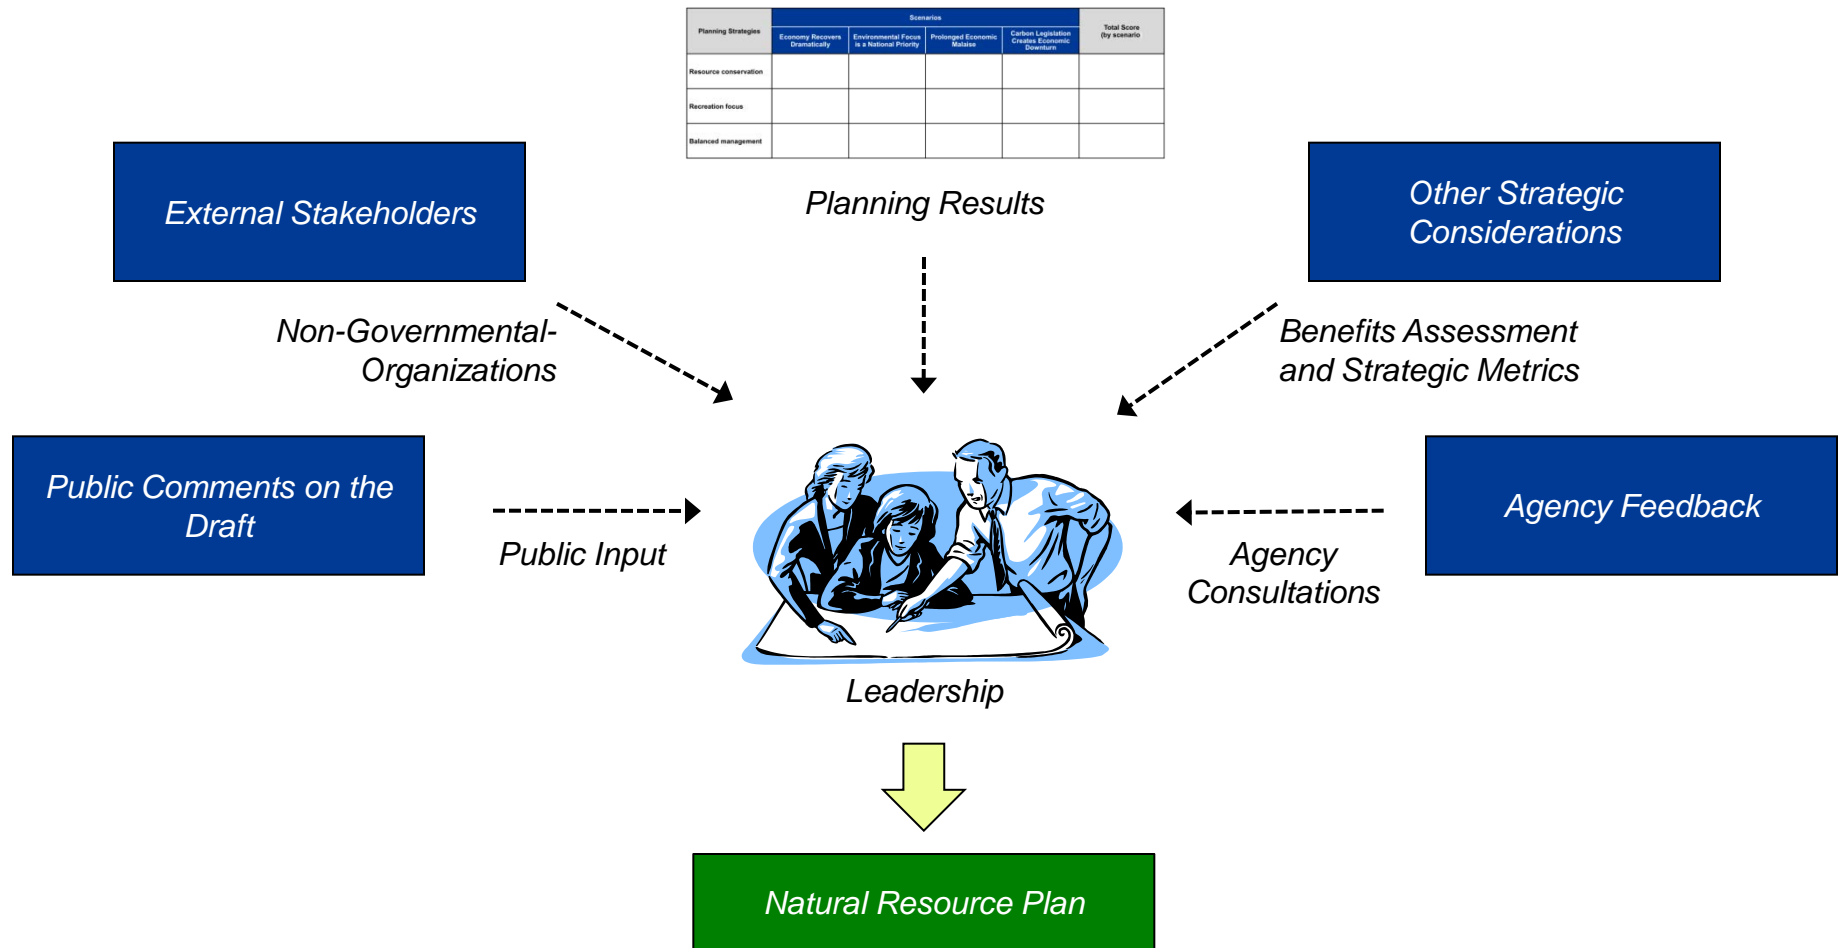 Scenarios
Planning Strategies
Total Score
(by scenario
Economy Recovers
Dramatically
Environmental Focus
is a National Priority
Prolonged Economic
Malaise
Carbon Legislation
Creates Economic
Downturn
Resource conservation
Recreation focus
Balanced management
Planning Results
External Stakeholders
Other Strategic
Considerations
Non-Governmental-
Organizations
Benefits Assessment
and Strategic Metrics
Public Comments on the
Draft
Public Input
Agency Feedback
Agency
Consultations
Leadership
Natural Resource Plan